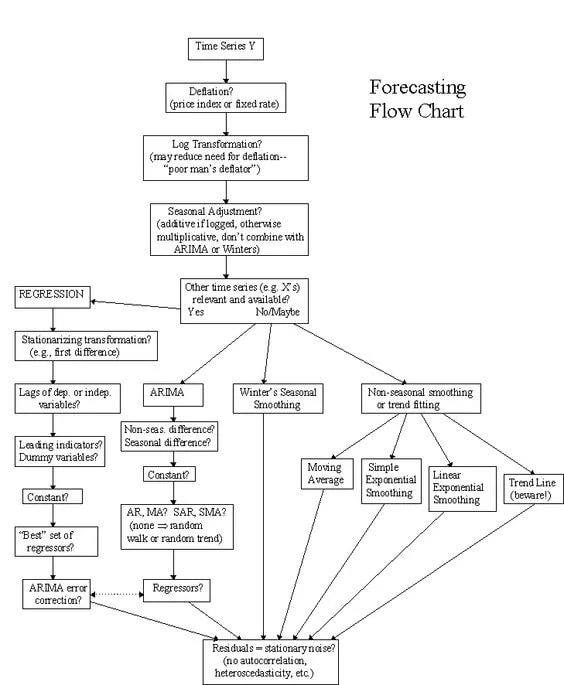 Time Series Y
Forecasting
Flow Chart
Deflation?
(price index or fixed rate)
Log Transformation?
(may reduce need for deflation--
“poor man’s deflator”)
Seasonal Adjustment?
(additive if logged, otherwise
multiplicative, don’t combine with
ARIMA or Winters)
Other time series (e.g. X’s)
relevant and available?
Yes No/Maybe
REGRESSION
Stationarizing transformation?
(e.g., first difference)
Lags of dep. or indep.
variables?
Leading indicators?
Dummy variables?
Constant?
“Best” set of
regressors?
ARIMA error
correction?
ARIMA
Non-seas. difference?
Seasonal difference?
Constant?
AR, MA? SAR, SMA?
(none ⇒ random
walk or random trend)
Regressors?
Winter’s Seasonal
Smoothing
Non-seasonal smoothing
or trend fitting
Moving
Average
Simple
Exponential
Smoothing
Linear
Exponential
Smoothing
Trend Line
(beware!)
Residuals = stationary noise?
(no autocorrelation,
heteroscedasticity, etc.)